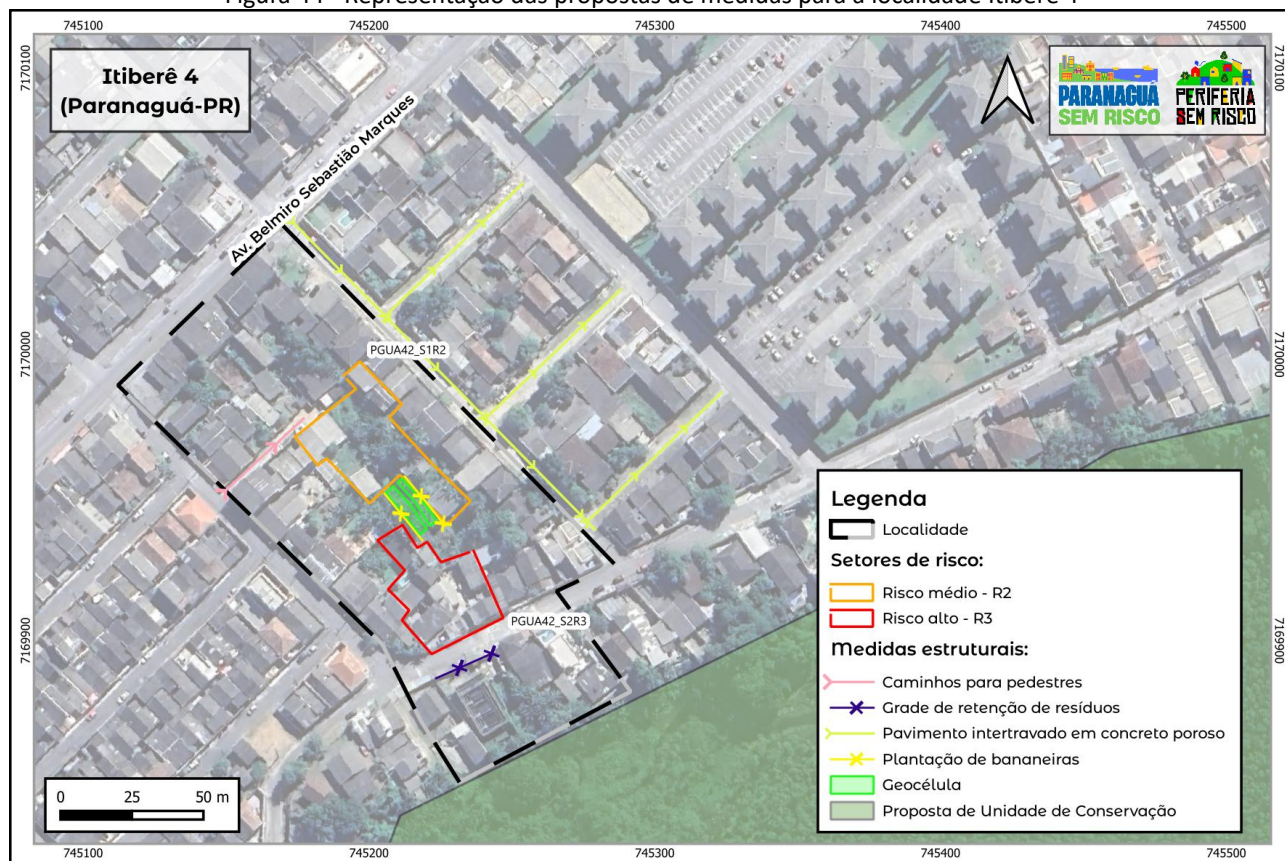 Figura 44 - Representação das propostas de medidas para a localidade Itiberê 4
745100
745200
745300
745400
745500
7170100
7170100
Itiberê 4
(Paranaguá-PR)
PARANAGUÁ
SEM RISCO
PERIFERIA
SEM RISCO
Av. Belmiro Sebastião Marques
7170000
7170000
PGUA42_S1R2
PGUA42_S2R3
7169900
7169900
Legenda
Localidade
Setores de risco:
Risco médio - R2
Risco alto - R3
Medidas estruturais:
Caminhos para pedestres
Grade de retenção de resíduos
Pavimento intertravado em concreto poroso
Plantação de bananeiras
Geocélula
Proposta de Unidade de Conservação
0 25 50 m
745100
745200
745300
745400
745500